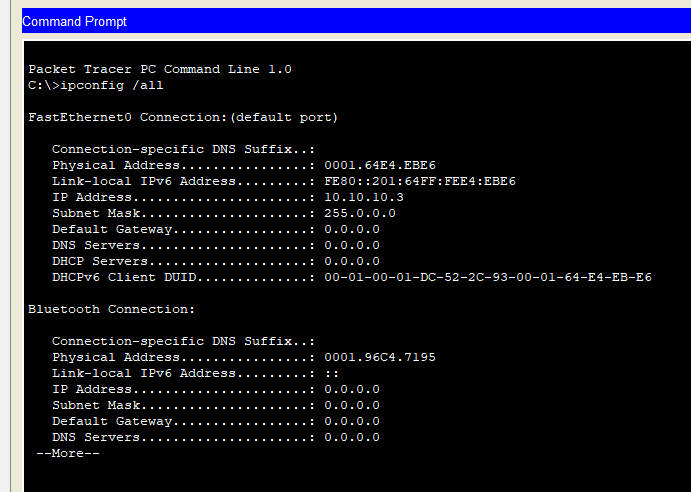 Command Prompt
Packet Tracer PC Command Line 1.0
C:\>ipconfig /all
FastEthernet0 Connection:(default port)
Connection-specific DNS Suffix..:
Physical Address................: 0001.64E4.EBE6
Link-local IPv6 Address.........: FE80::201:64FF:FEE4:EBE6
IP Address......................: 10.10.10.3
Subnet Mask.....................: 255.0.0.0
Default Gateway.................: 0.0.0.0
DNS Servers.....................: 0.0.0.0
DHCP Servers....................: 0.0.0.0
DHCPv6 Client DUID..............: 00-01-00-01-DC-52-2C-93-00-01-64-E4-EB-E6
Bluetooth Connection:
Connection-specific DNS Suffix..:
Physical Address................: 0001.96C4.7195
Link-local IPv6 Address.........: ::
IP Address......................: 0.0.0.0
Subnet Mask.....................: 0.0.0.0
Default Gateway.................: 0.0.0.0
DNS Servers.....................: 0.0.0.0
--More--